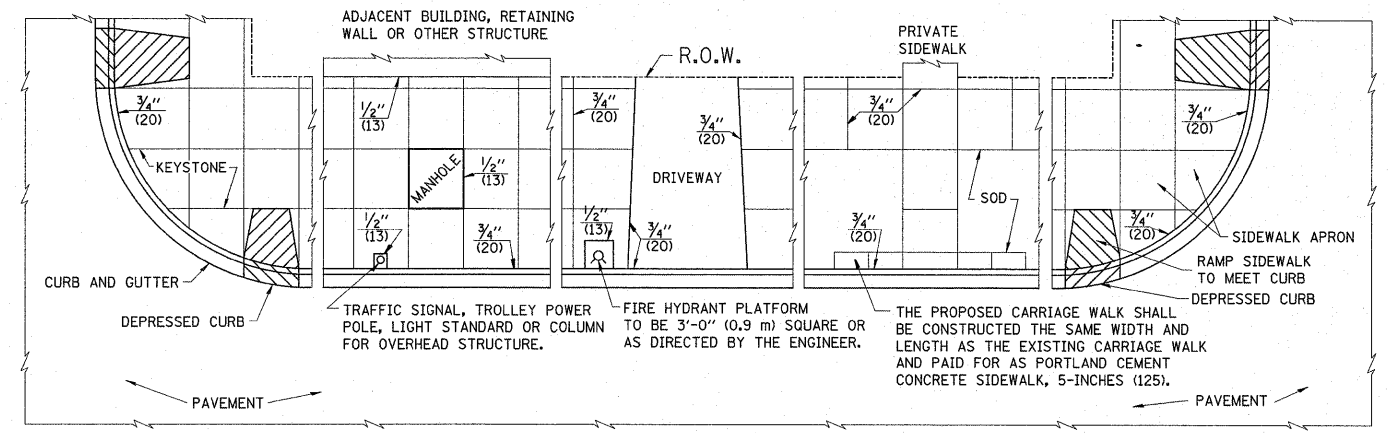 ADJACENT BUILDING, RETAINING
WALL OR OTHER STRUCTURE
R.O.W.
PRIVATE
SIDEWALK
3/4"
(20)
1/2"
(13)
3/4"
(20)
3/4"
(20)
3/4"
(20)
3/4"
(20)
KEYSTONE
MANHOLE
1/2"
(13)
DRIVEWAY
SOD
1/2"
(13)
3/4"
(20)
1/2"
(13)
3/4"
(20)
3/4"
(20)
3/4"
(20)
SIDEWALK APRON
RAMP SIDEWALK
TO MEET CURB
DEPRESSED CURB
CURB AND GUTTER
DEPRESSED CURB
TRAFFIC SIGNAL, TROLLEY POWER
POLE, LIGHT STANDARD OR COLUMN
FOR OVERHEAD STRUCTURE.
FIRE HYDRANT PLATFORM
TO BE 3'-0" (0.9 m) SQUARE OR
AS DIRECTED BY THE ENGINEER.
THE PROPOSED CARRIAGE WALK SHALL
BE CONSTRUCTED THE SAME WIDTH AND
LENGTH AS THE EXISTING CARRIAGE WALK
AND PAID FOR AS PORTLAND CEMENT
CONCRETE SIDEWALK, 5-INCHES (125).
PAVEMENT
PAVEMENT